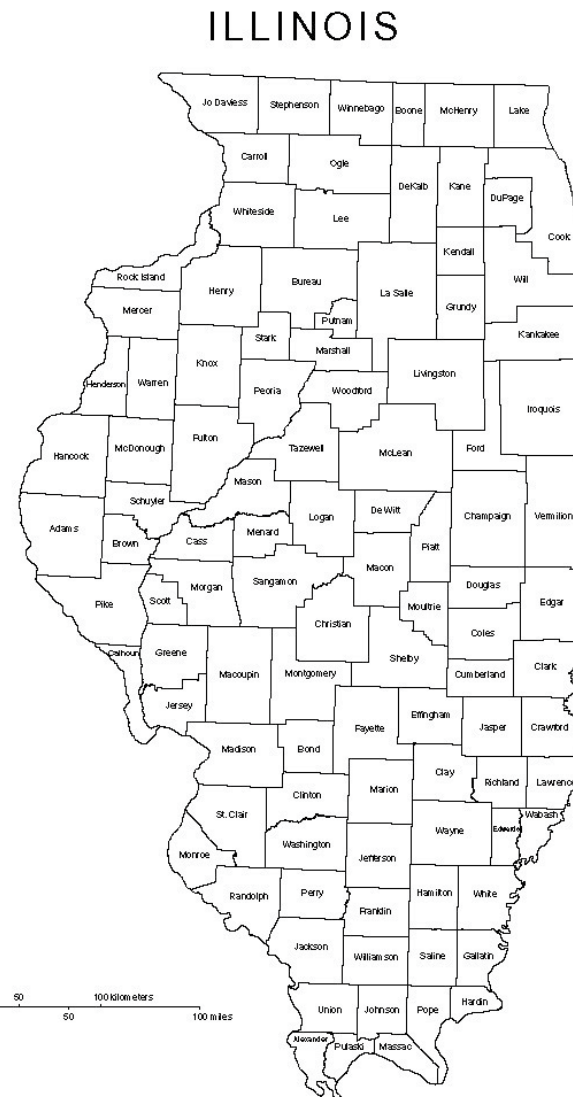 ILLINOIS
Jo Daviess
Stephenson
Winnebago
Boone
McHenry
Lake
Carroll
Ogle
DeKalb
Kane
DuPage
Cook
Whiteside
Lee
Kendall
Will
Rock Island
Henry
Bureau
La Salle
Grundy
Mercer
Putnam
Kankakee
Stark
Marshall
Knox
Henderson
Warren
Peoria
Woodford
Livingston
Iroquois
Hancock
McDonough
Fulton
Tazewell
McLean
Ford
Mason
Schuyler
Logan
De Witt
Champaign
Vermilion
Adams
Brown
Cass
Menard
Piatt
Macon
Sangamon
Morgan
Scott
Pike
Douglas
Edgar
Moultrie
Christian
Coles
Calhoun
Greene
Macoupin
Montgomery
Shelby
Cumberland
Clark
Jersey
Effingham
Fayette
Jasper
Crawford
Madison
Bond
Clay
Richland
Lawrence
Marion
Clinton
St. Clair
Wabash
Edwards
Wayne
Washington
Monroe
Jefferson
Randolph
Perry
Hamilton
White
Franklin
Jackson
Williamson
Saline
Gallatin
50
100 kilometers
50
100 miles
Union
Johnson
Pope
Hardin
Alexander
Pulaski
Massac